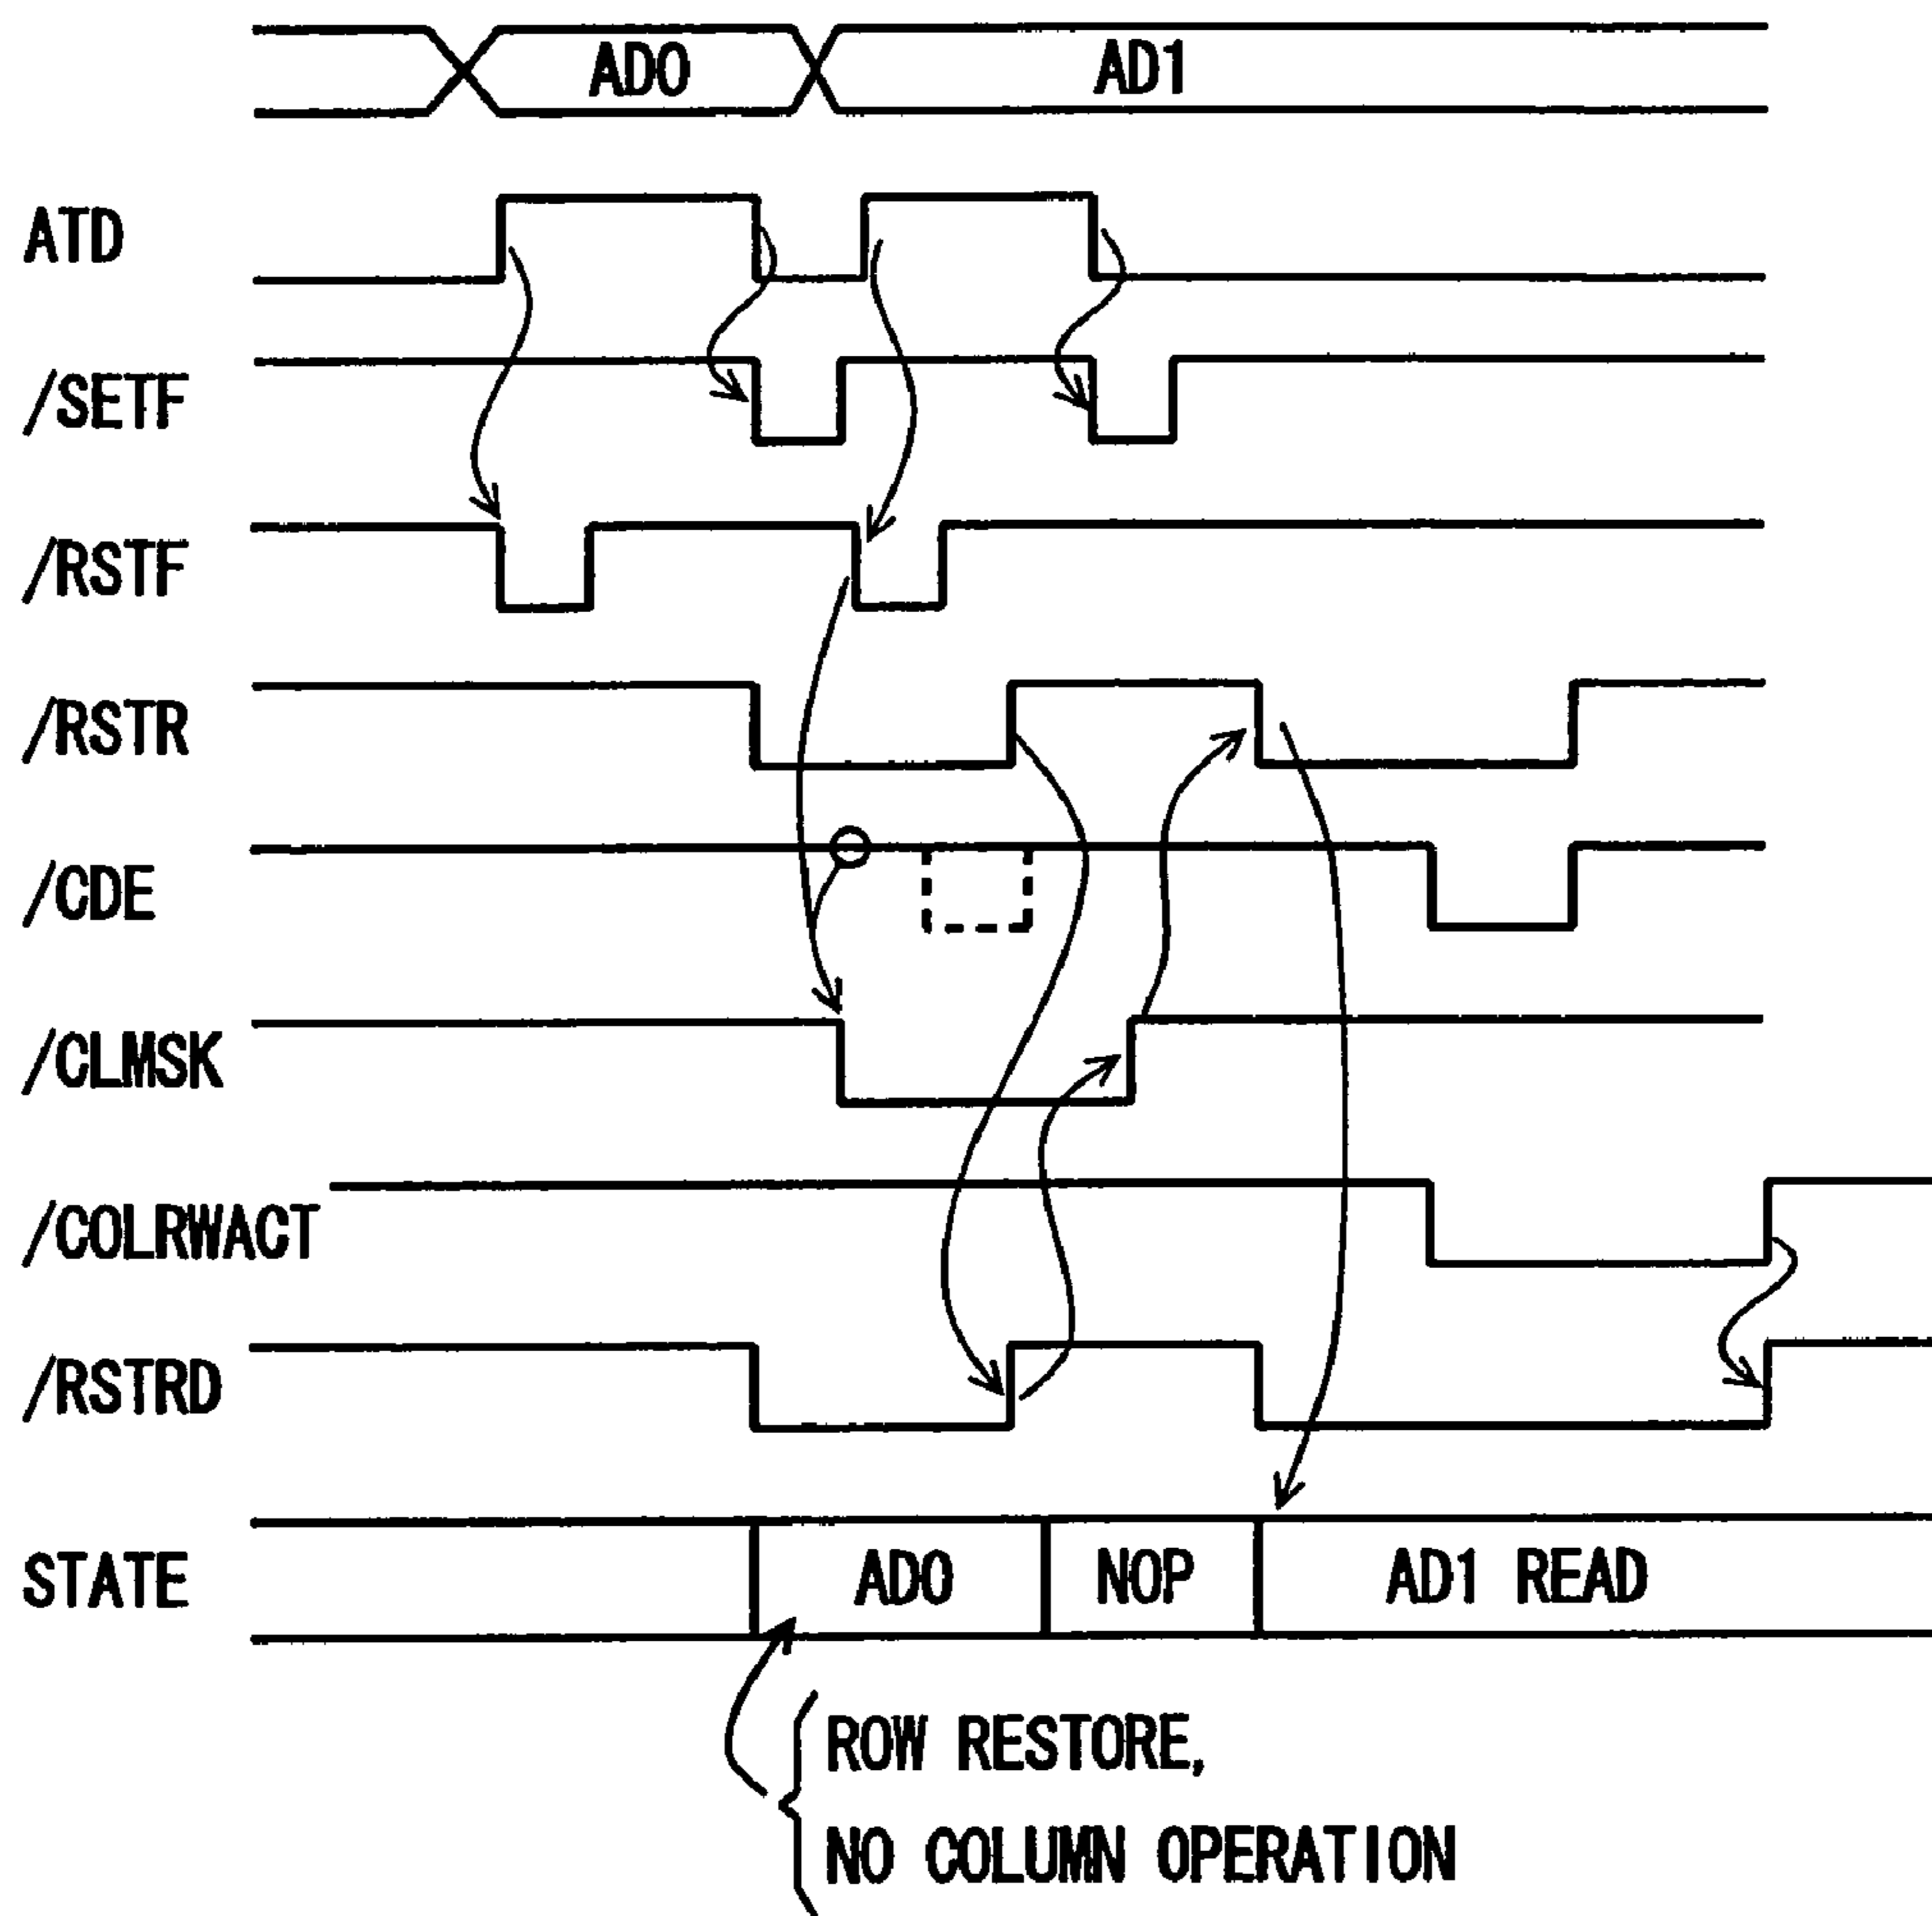 AD0 AD1
ATD
/SETF
/RSTF
/RSTR
/CDE
/CLMSK
/COLRWACT
/RSTRD
STATE AD0 NOP AD1 READ
ROW RESTORE,
NO COLUMN OPERATION